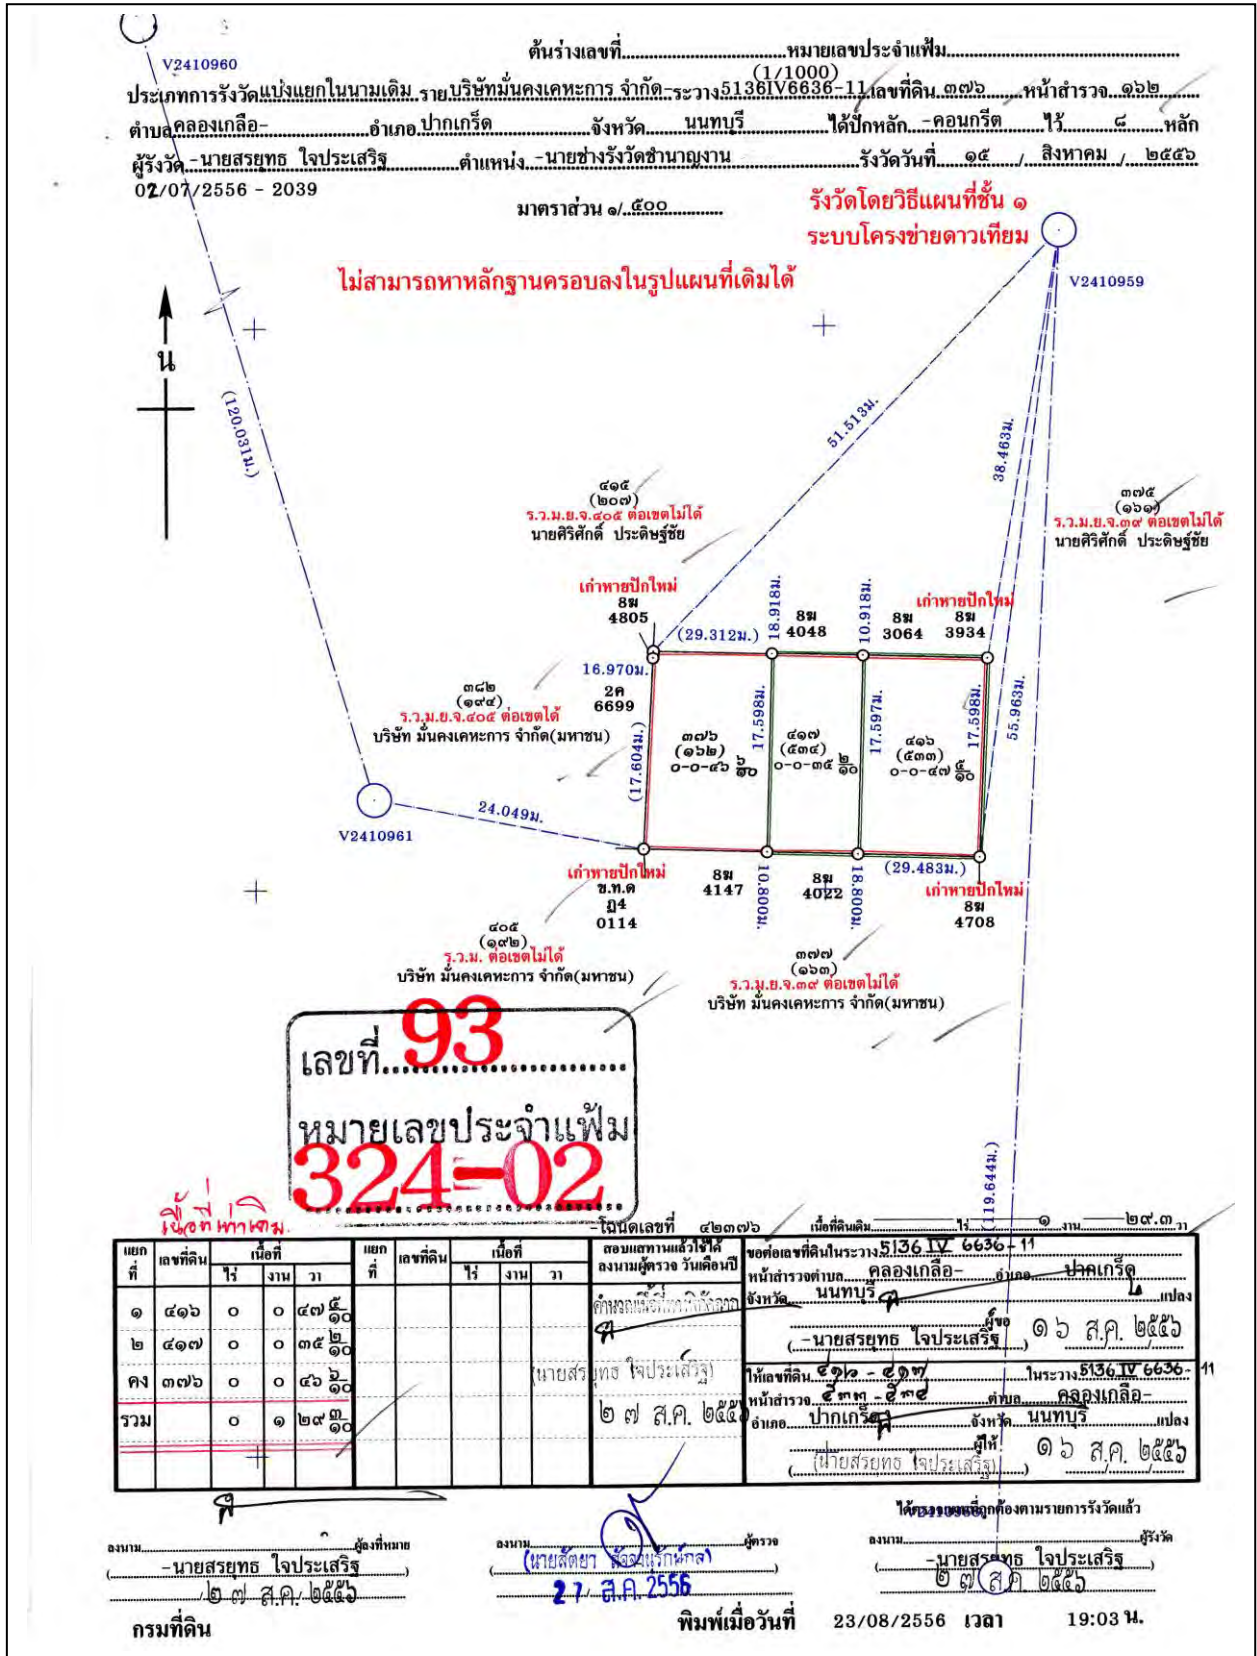 ต้นร่างเลขที่..........หมายเลขประจำแฟ้ม..........
(1/1000)
ประเภทการรังวัดแบ่งแยกในนามเดิม รายบริษัทมั่นคงเคหะการ จำกัด-ระวาง5136IV6636-11เลขที่ดิน ๓๗๖ หน้าสำรวจ ๑๖๒
ตำบลคลองเกลือ- อำเภอปากเกร็ด จังหวัด นนทบุรี ได้ปักหลัก -คอนกรีต ไว้ ๘ หลัก
ผู้รังวัด -นายสรยุทธ ใจประเสริฐ ตำแหน่ง -นายช่างรังวัดชำนาญงาน รังวัดวันที่ ๑๕ / สิงหาคม / ๒๕๕๖
02/07/2556 - 2039
มาตราส่วน ๑/ ๕๐๐
รังวัดโดยวิธีแผนที่ชั้น ๑
ระบบโครงข่ายดาวเทียม
ไม่สามารถหาหลักฐานครอบลงในรูปแผนที่เดิมได้
V2410960
V2410959
น
(120.031ม.)
51.513ม.
38.463ม.
55.963ม.
๔๑๕
(๒๐๗)
ร.ว.ม.ย.จ.๔๐๕ ต่อเขตไม่ได้
นายศิริศักดิ์ ประดิษฐ์ชัย
๓๗๕
(๑๖๑)
ร.ว.ม.ย.จ.๓๙ ต่อเขตไม่ได้
นายศิริศักดิ์ ประดิษฐ์ชัย
เก่าหายปักใหม่
8ฆ
4805
(29.312ม.)
18.918ม.
8ฆ
4048
10.918ม.
8ฆ
3064
เก่าหายปักใหม่
8ฆ
3934
16.970ม.
2ค
6699
๓๘๒
(๑๙๔)
ร.ว.ม.ย.จ.๔๐๕ ต่อเขตได้
บริษัท มั่นคงเคหะการ จำกัด(มหาชน)
(17.604ม.)
๓๗๖
(๑๖๒)
๐-๐-๔๖ ๖/๑๐
17.598ม.
๔๑๗
(๕๓๔)
๐-๐-๓๕ ๒/๑๐
17.597ม.
๔๑๖
(๕๓๓)
๐-๐-๔๗ ๕/๑๐
17.598ม.
24.049ม.
V2410961
เก่าหายปักใหม่
ข.ท.ด
ฏ4
0114
8ฆ
4147
10.800ม.
8ฆ
4022
18.800ม.
(29.483ม.)
เก่าหายปักใหม่
8ฆ
4708
๔๐๕
(๑๙๒)
ร.ว.ม. ต่อเขตไม่ได้
บริษัท มั่นคงเคหะการ จำกัด(มหาชน)
๓๗๗
(๑๖๓)
ร.ว.ม.ย.จ.๓๙ ต่อเขตไม่ได้
บริษัท มั่นคงเคหะการ จำกัด(มหาชน)
เลขที่ 93
หมายเลขประจำแฟ้ม
324-02
(119.644ม.)
เนื้อที่เท่าเดิม
-โฉนดเลขที่ ๔๒๓๗๖ เนื้อที่ดินเดิม - ไร่ ๑ งาน ๒๙.๓ วา
แยกที่ เลขที่ดิน เนื้อที่ ไร่ งาน วา แยกที่ เลขที่ดิน เนื้อที่ ไร่ งาน วา
๑ ๔๑๖ ๐ ๐ ๔๗ ๕/๑๐
๒ ๔๑๗ ๐ ๐ ๓๕ ๒/๑๐
คง ๓๗๖ ๐ ๐ ๔๖ ๖/๑๐
รวม ๐ ๑ ๒๙ ๓/๑๐
สอบแสทานแล้วใช้ได้
ลงนามผู้ตรวจ วันเดือนปี
(นายสรยุทธ ใจประเสริฐ)
๒๗ ส.ค. ๒๕๕๖
ขอต่อเลขที่ดินในระวาง 5136 IV 6636-11
หน้าสำรวจตำบล คลองเกลือ- อำเภอ ปากเกร็ด
จังหวัด นนทบุรี แปลง
ผู้ขอ
(-นายสรยุทธ ใจประเสริฐ) ๑๖ ส.ค. ๒๕๕๖
ให้เลขที่ดิน ๔๑๖ - ๔๑๗ ในระวาง 5136 IV 6636-11
หน้าสำรวจ ๕๓๓ - ๕๓๔ ตำบล คลองเกลือ-
อำเภอ ปากเกร็ด จังหวัด นนทบุรี แปลง
ผู้ให้
(นายสรยุทธ ใจประเสริฐ) ๑๖ ส.ค. ๒๕๕๖
ลงนาม ผู้ลงที่หมาย
(-นายสรยุทธ ใจประเสริฐ)
๒๗ ส.ค. ๒๕๕๖
ลงนาม ผู้ตรวจ
27 ส.ค. 2556
ลงนาม ผู้รังวัด
(-นายสรยุทธ ใจประเสริฐ)
๒๗ ส.ค. ๒๕๕๖
กรมที่ดิน
พิมพ์เมื่อวันที่ 23/08/2556 เวลา 19:03 น.